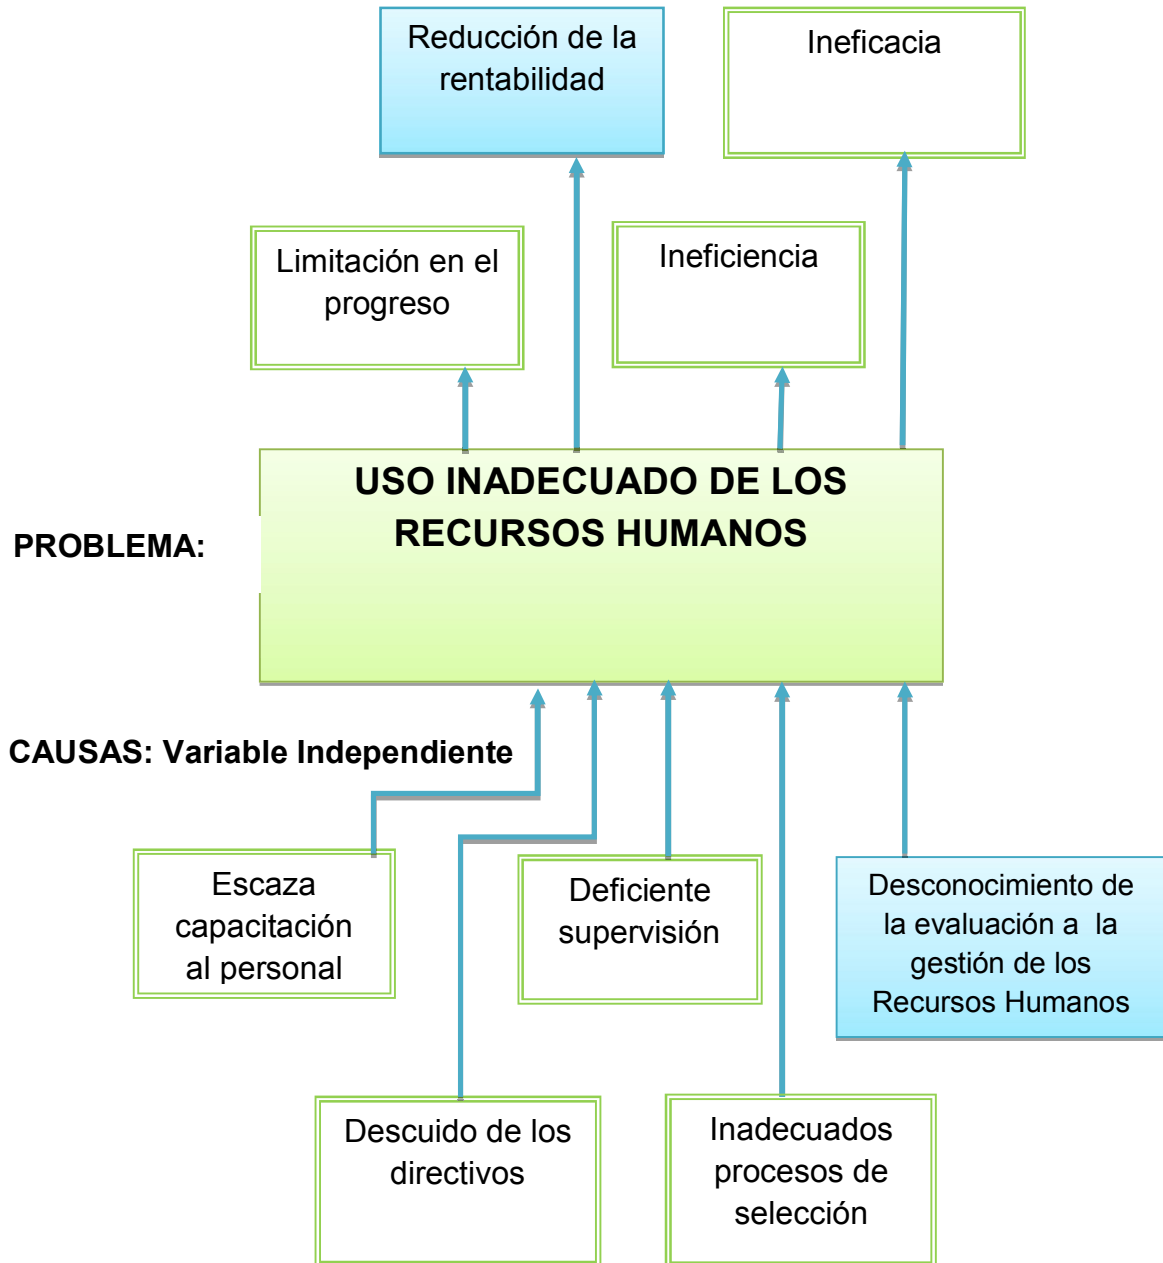 Reducción de la
rentabilidad
Ineficacia
Limitación en el
progreso
Ineficiencia
USO INADECUADO DE LOS
RECURSOS HUMANOS
PROBLEMA:
CAUSAS: Variable Independiente
Escaza
capacitación
al personal
Deficiente
supervisión
Desconocimiento de
la evaluación a  la
gestión de los
Recursos Humanos
Descuido de los
directivos
Inadecuados
procesos de
selección